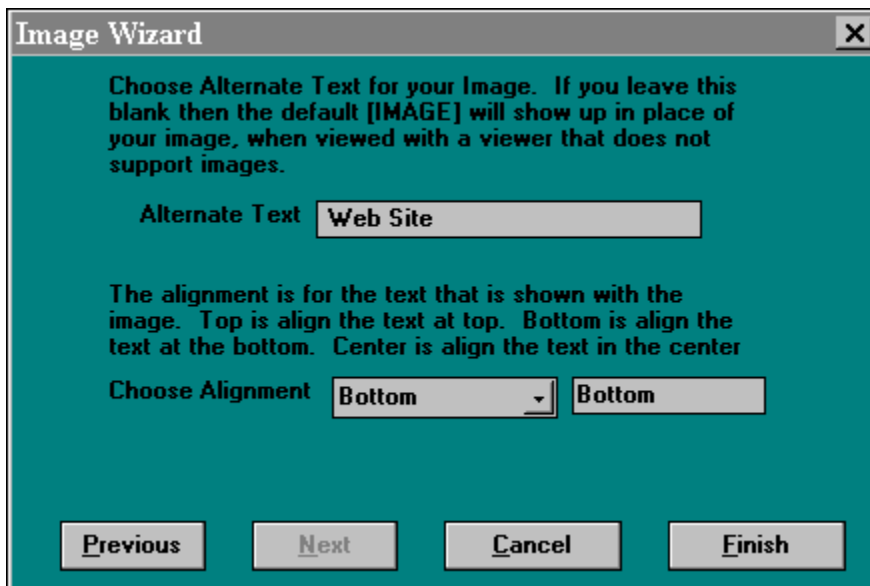 Image Wizard
Choose Alternate Text for your Image.  If you leave this
blank then the default [IMAGE] will show up in place of
your image, when viewed with a viewer that does not
support images.
Alternate Text Web Site
The alignment is for the text that is shown with the
image.  Top is align the text at top.  Bottom is align the
text at the bottom.  Center is align the text in the center
Choose Alignment Bottom Bottom
Previous Next Cancel Finish